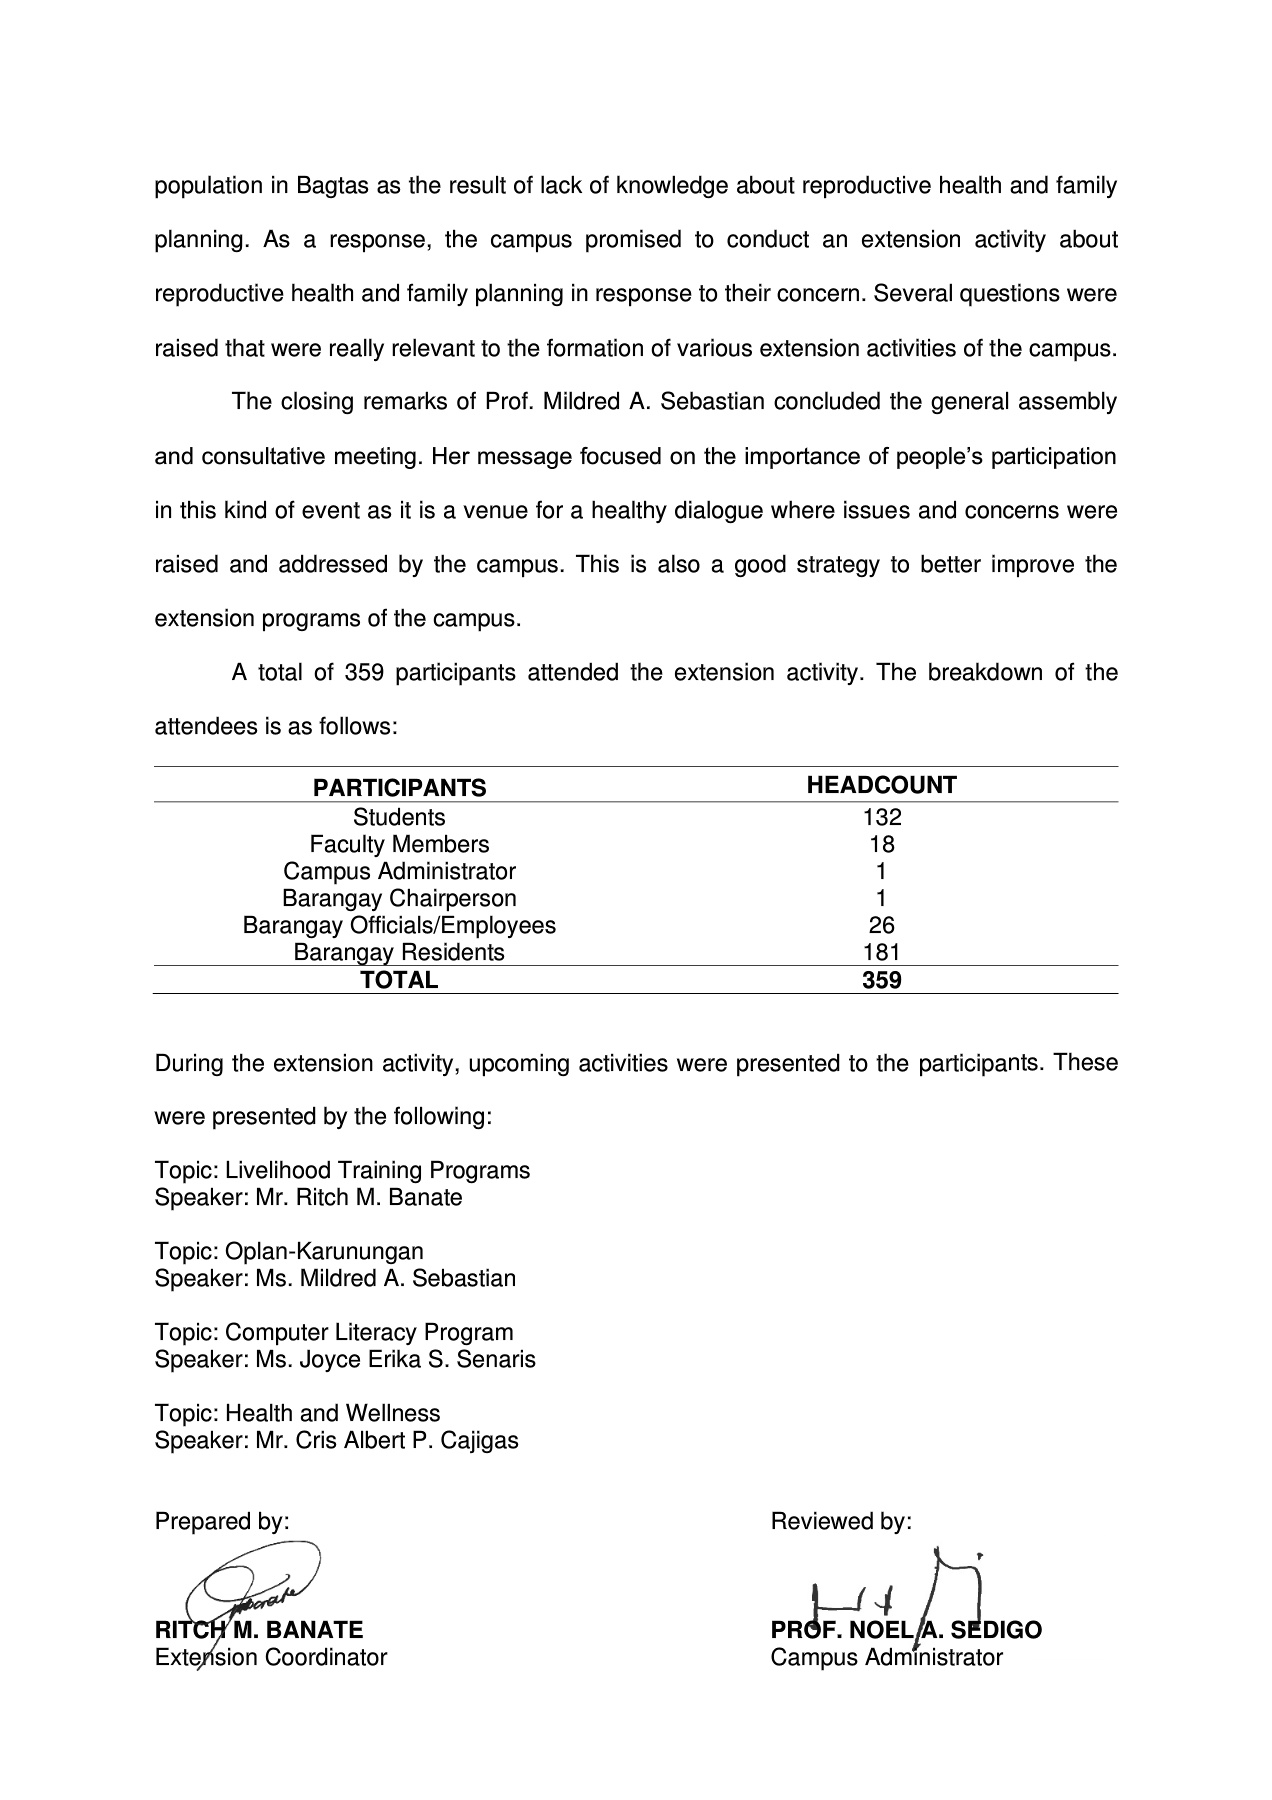 population in Bagtas as the result of lack of knowledge about reproductive health and family
planning. As a response, the campus promised to conduct an extension activity about
reproductive health and family planning in response to their concern. Several questions were
raised that were really relevant to the formation of various extension activities of the campus.
The closing remarks of Prof. Mildred A. Sebastian concluded the general assembly
and consultative meeting. Her message focused on the importance of people’s participation
in this kind of event as it is a venue for a healthy dialogue where issues and concerns were
raised and addressed by the campus. This is also a good strategy to better improve the
extension programs of the campus.
A total of 359 participants attended the extension activity. The breakdown of the
attendees is as follows:
PARTICIPANTS HEADCOUNT
Students 132
Faculty Members 18
Campus Administrator 1
Barangay Chairperson 1
Barangay Officials/Employees 26
Barangay Residents 181
TOTAL 359
During the extension activity, upcoming activities were presented to the participants. These
were presented by the following:
Topic: Livelihood Training Programs
Speaker: Mr. Ritch M. Banate
Topic: Oplan-Karunungan
Speaker: Ms. Mildred A. Sebastian
Topic: Computer Literacy Program
Speaker: Ms. Joyce Erika S. Senaris
Topic: Health and Wellness
Speaker: Mr. Cris Albert P. Cajigas
Prepared by: Reviewed by:
RITCH M. BANATE PROF. NOEL A. SEDIGO
Extension Coordinator Campus Administrator